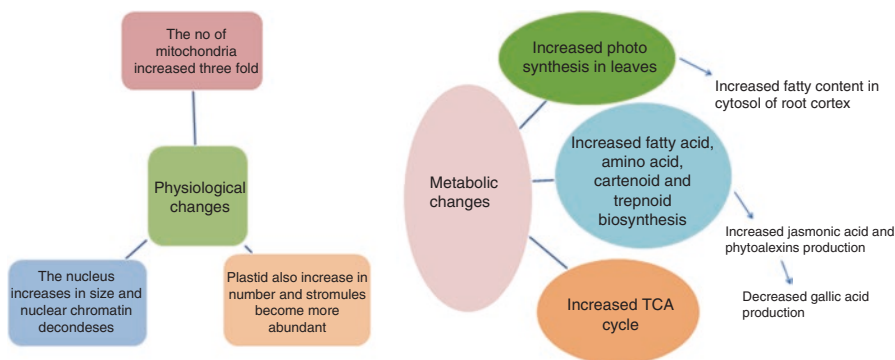 The no of
mitochondria
increased three fold
Physiological
changes
The nucleus
increases in size and
nuclear chromatin
decondeses
Plastid also increase in
number and stromules
become more
abundant
Metabolic
changes
Increased photo
synthesis in leaves
Increased fatty content in
cytosol of root cortex
Increased fatty acid,
amino acid,
cartenoid and
trepnoid
biosynthesis
Increased jasmonic acid and
phytoalexins production
Decreased gallic acid
production
Increased TCA
cycle